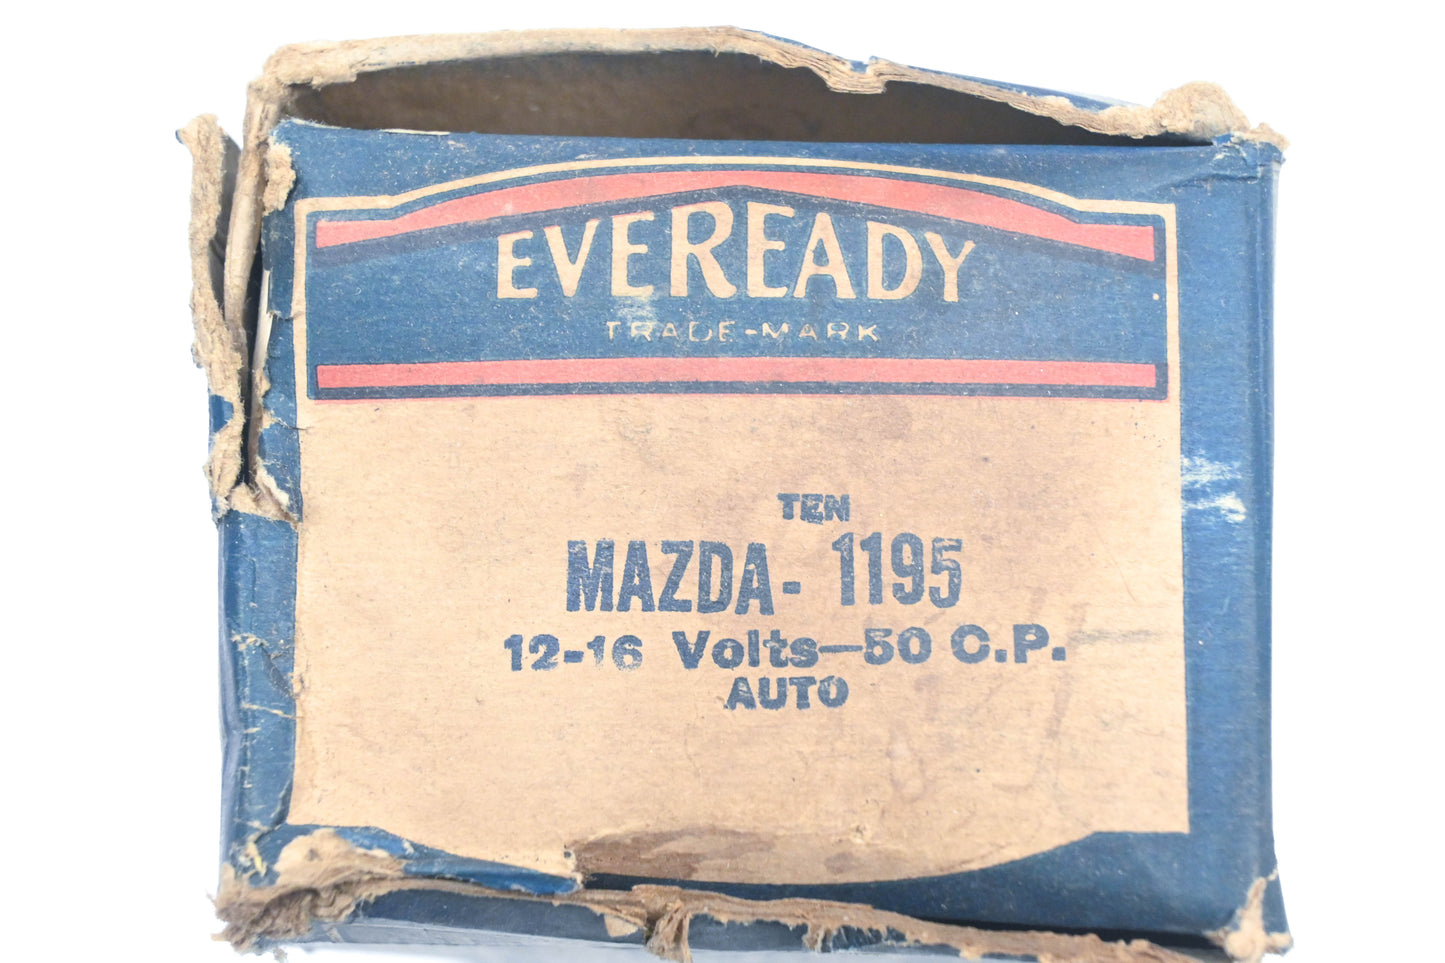 EVEREADY
TRADE-MARK
TEN
MAZDA- 1195
12-16 Volts—50 C.P.
AUTO